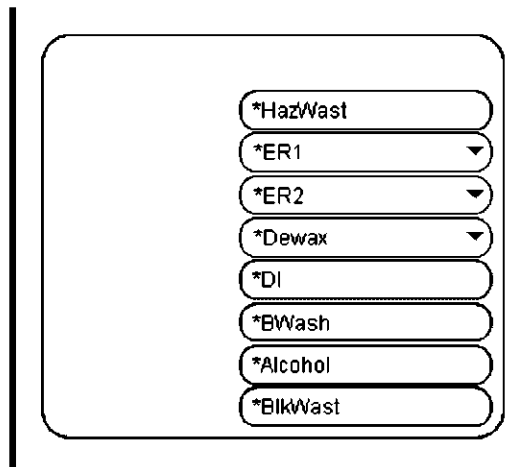 *HazWast
*ER1
*ER2
*Dewax
*DI
*BWash
*Alcohol
*BlkWast